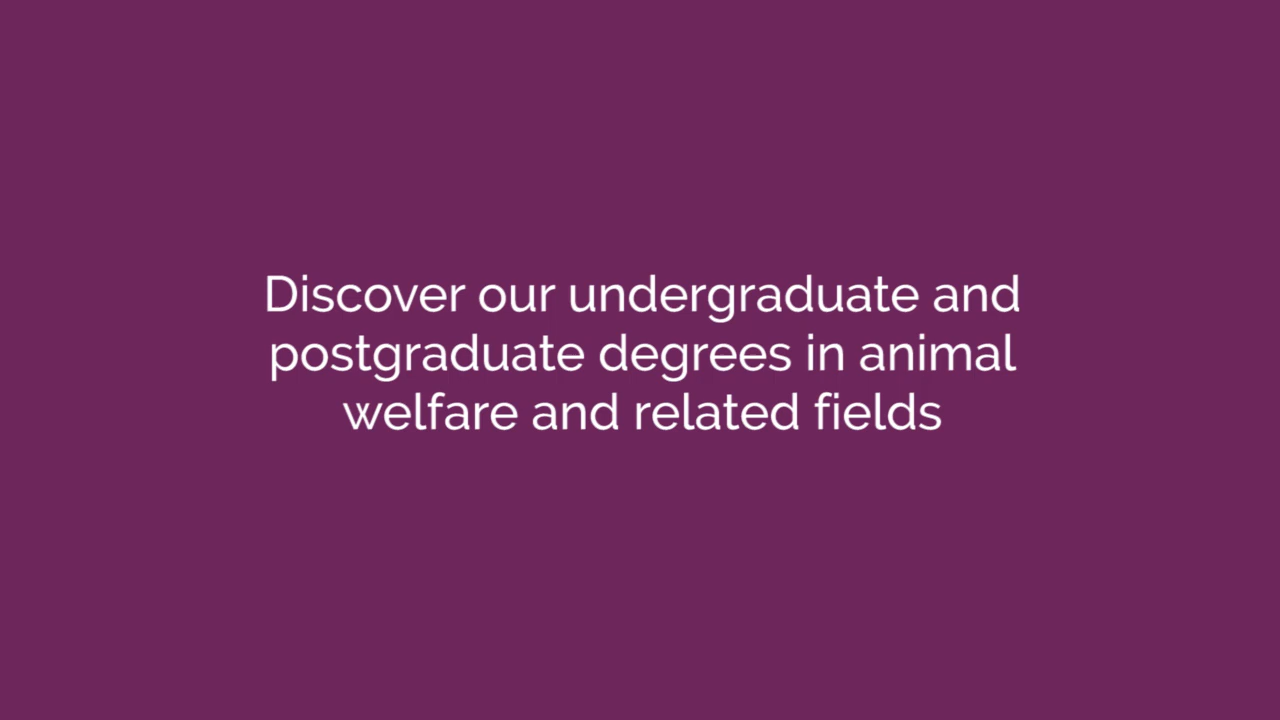 Discover our undergraduate and
postgraduate degrees in animal
welfare and related fields